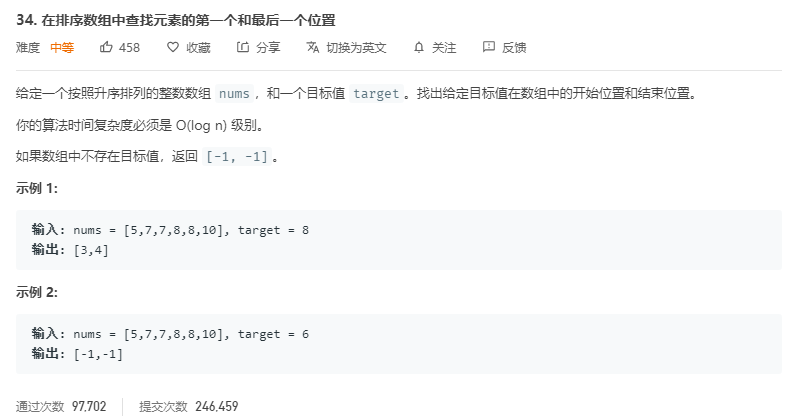 34. 在排序数组中查找元素的第一个和最后一个位置
难度 中等 458 收藏 分享 切换为英文 关注 反馈
给定一个按照升序排列的整数数组 nums，和一个目标值 target。找出给定目标值在数组中的开始位置和结束位置。
你的算法时间复杂度必须是 O(log n) 级别。
如果数组中不存在目标值，返回 [-1, -1]。
示例 1:
输入: nums = [5,7,7,8,8,10], target = 8
输出: [3,4]
示例 2:
输入: nums = [5,7,7,8,8,10], target = 6
输出: [-1,-1]
通过次数 97,702 提交次数 246,459